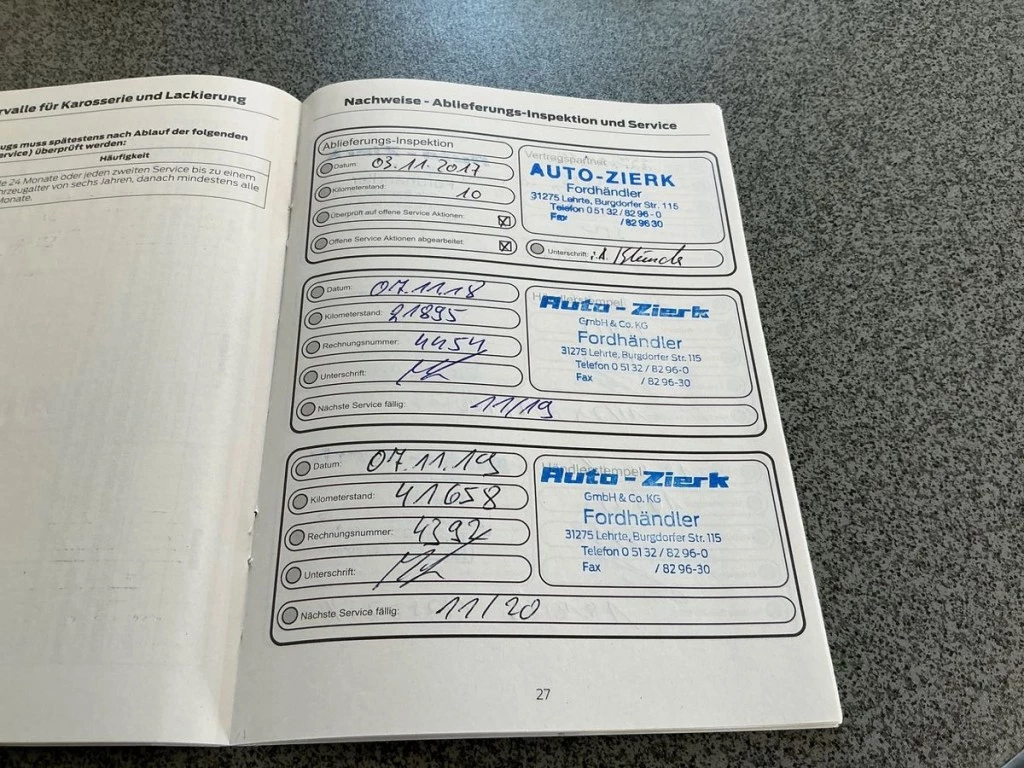 rvalle für Karosserie und Lackierung
ugs muss spätestens nach Ablauf der folgenden
ervice) überprüft werden:
Häufigkeit
te 24 Monate oder jeden zweiten Service bis zu einem
hrzeugalter von sechs Jahren, danach mindestens alle
Monate.
Nachweise - Ablieferungs-Inspektion und Service
Ablieferungs-Inspektion
Datum: 03.11.2017
Kilometerstand: 10
Überprüft auf offene Service Aktionen:
Offene Service Aktionen abgearbeitet:
Vertragspartner
AUTO-ZIERK
Fordhändler
31275 Lehrte, Burgdorfer Str. 115
Telefon 0 51 32 / 82 96 - 0
Fax / 82 96 30
Unterschrift: i.A.
Datum: 07.11.18
Kilometerstand: 21895
Rechnungsnummer: 4454
Unterschrift:
Händlerstempel:
Auto - Zierk
GmbH & Co. KG
Fordhändler
31275 Lehrte, Burgdorfer Str. 115
Telefon 0 51 32 / 82 96-0
Fax / 82 96-30
Nächste Service fällig: 11/19
Datum: 07.11.19
Kilometerstand: 41658
Rechnungsnummer: 4392
Unterschrift:
Händlerstempel:
Auto - Zierk
GmbH & Co. KG
Fordhändler
31275 Lehrte, Burgdorfer Str. 115
Telefon 0 51 32 / 82 96-0
Fax / 82 96-30
Nächste Service fällig: 11/20
27